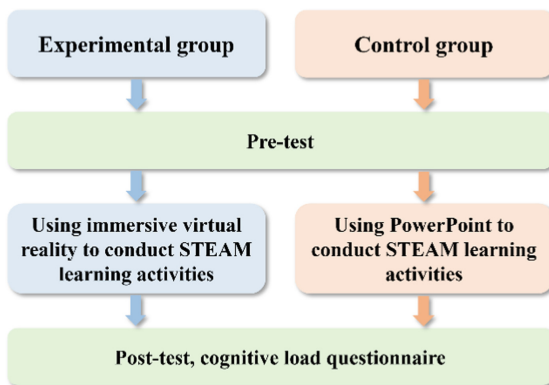 Experimental group
Control group
Pre-test
Using immersive virtual
reality to conduct STEAM
learning activities
Using PowerPoint to
conduct STEAM learning
activities
Post-test, cognitive load questionnaire